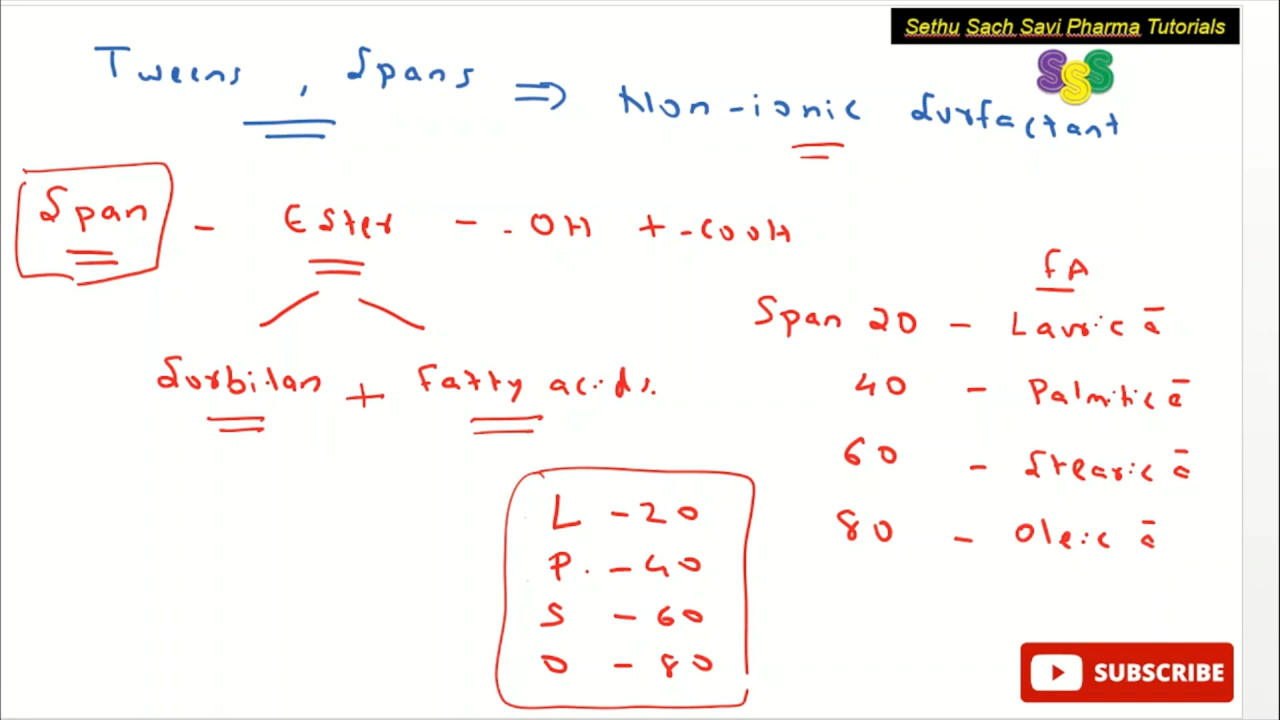 Sethu Sach Savi Pharma Tutorials
SSS
Tweens , Spans ⇒ Non-ionic Surfactant
Span - Ester - -OH + -COOH
FA
Span 20 - Lauric ā
Sorbitan + Fatty acids.
40 - Palmitic ā
60 - Stearic ā
80 - Oleic ā
L - 20
P. - 40
S - 60
O - 80
SUBSCRIBE